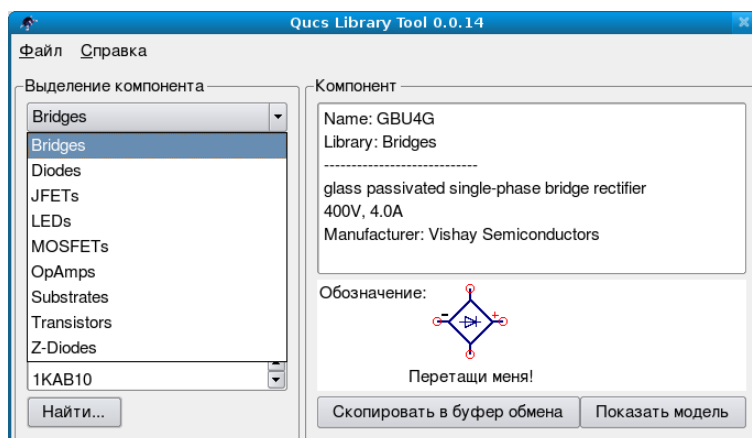 Qucs Library Tool 0.0.14
Файл Справка
Выделение компонента
Bridges
Bridges
Diodes
JFETs
LEDs
MOSFETs
OpAmps
Substrates
Transistors
Z-Diodes
1KAB10
Найти...
Компонент
Name: GBU4G
Library: Bridges
----------------------------
glass passivated single-phase bridge rectifier
400V, 4.0A
Manufacturer: Vishay Semiconductors
Обозначение:
- +
Перетащи меня!
Скопировать в буфер обмена Показать модель